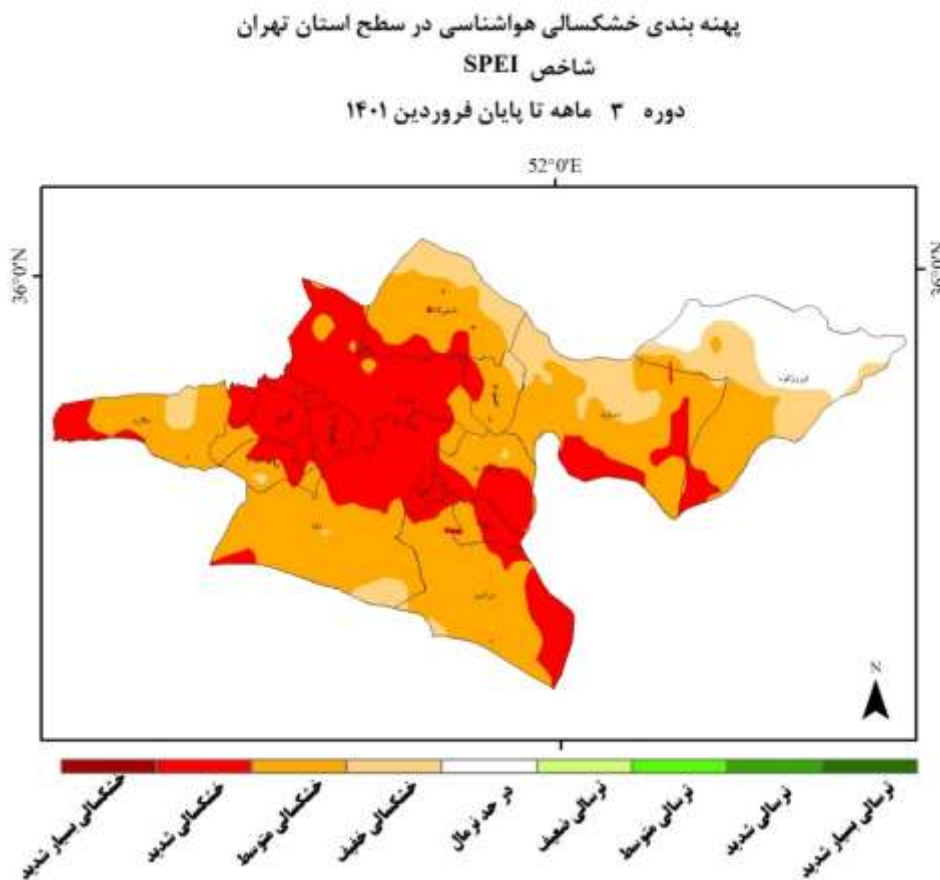 پهنه بندی خشکسالی هواشناسی در سطح استان تهران
شاخص SPEI
دوره ۳ ماهه تا پایان فروردین ۱۴۰۱
52°0'E
36°0'N
36°0'N
فیروزکوه
دماوند
N
خشکسالی بسیار شدید
خشکسالی شدید
خشکسالی متوسط
خشکسالی خفیف
در حد نرمال
ترسالی ضعیف
ترسالی متوسط
ترسالی شدید
ترسالی بسیار شدید